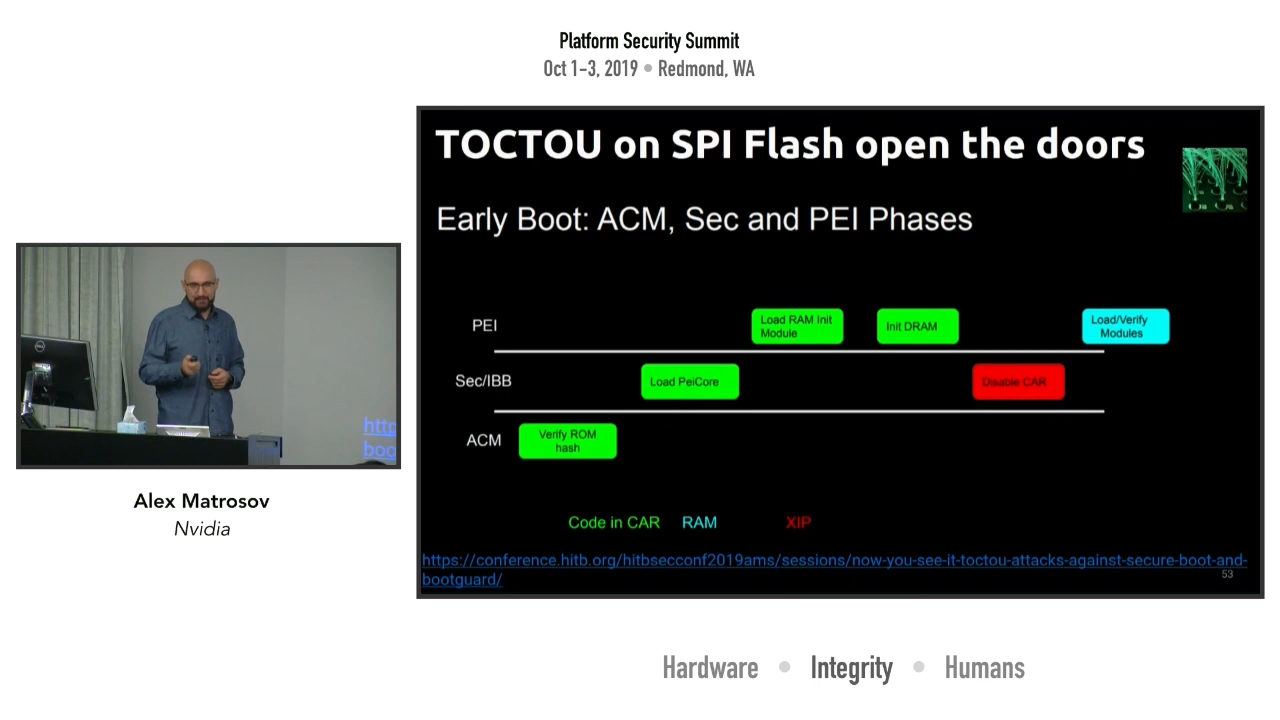 Platform Security Summit
Oct 1-3, 2019 • Redmond, WA
TOCTOU on SPI Flash open the doors
Early Boot: ACM, Sec and PEI Phases
PEI
Load RAM Init
Module
Init DRAM
Load/Verify
Modules
Sec/IBB
Load PeiCore
Disable CAR
ACM
Verify ROM
hash
Code in CAR
RAM
XIP
https://conference.hitb.org/hitbsecconf2019ams/sessions/now-you-see-it-toctou-attacks-against-secure-boot-and-
bootguard/
53
DELL
http
boo
Alex Matrosov
Nvidia
Hardware • Integrity • Humans